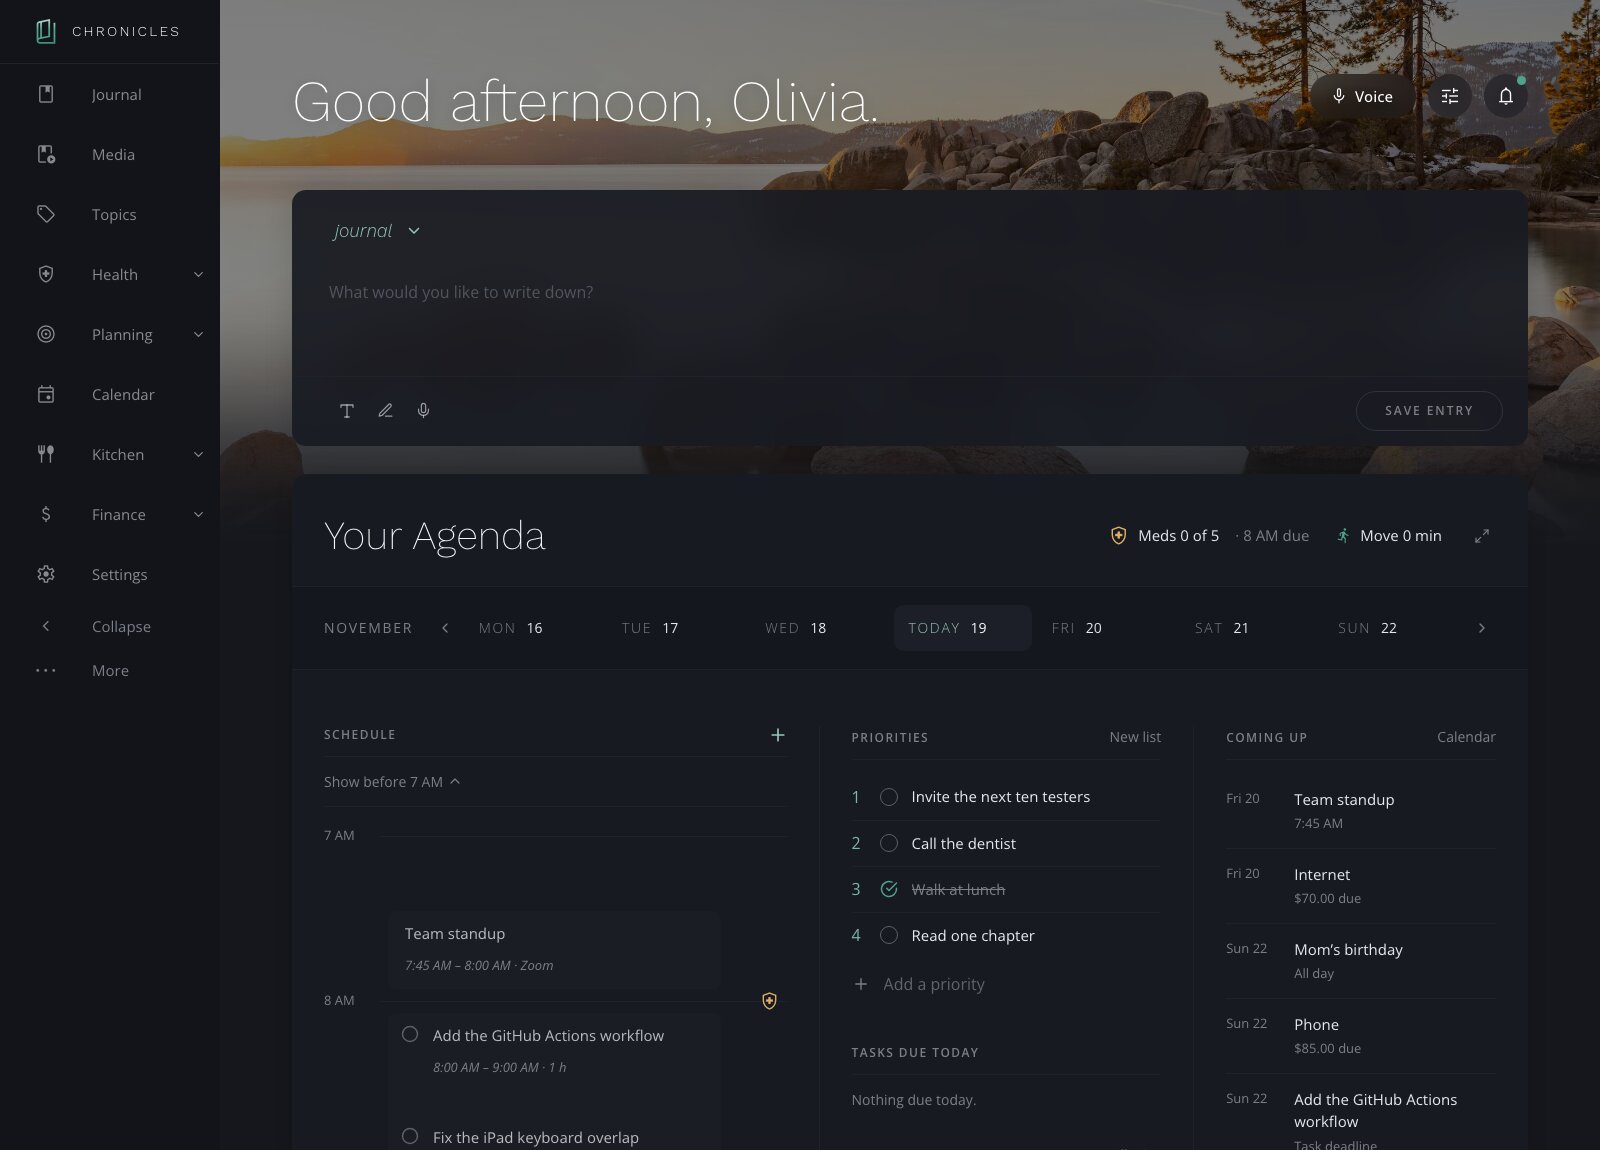 CHRONICLES
Journal
Media
Topics
Health
Planning
Calendar
Kitchen
Finance
Settings
Collapse
More
Good afternoon, Olivia.
Voice
journal
What would you like to write down?
SAVE ENTRY
Your Agenda
Meds 0 of 5 · 8 AM due
Move 0 min
NOVEMBER
MON 16
TUE 17
WED 18
TODAY 19
FRI 20
SAT 21
SUN 22
SCHEDULE
Show before 7 AM
7 AM
Team standup
7:45 AM – 8:00 AM · Zoom
8 AM
Add the GitHub Actions workflow
8:00 AM – 9:00 AM · 1 h
Fix the iPad keyboard overlap
PRIORITIES
New list
1 Invite the next ten testers
2 Call the dentist
3 Walk at lunch
4 Read one chapter
Add a priority
TASKS DUE TODAY
Nothing due today.
COMING UP
Calendar
Fri 20 Team standup
7:45 AM
Fri 20 Internet
$70.00 due
Sun 22 Mom’s birthday
All day
Sun 22 Phone
$85.00 due
Sun 22 Add the GitHub Actions
workflow
Task deadline